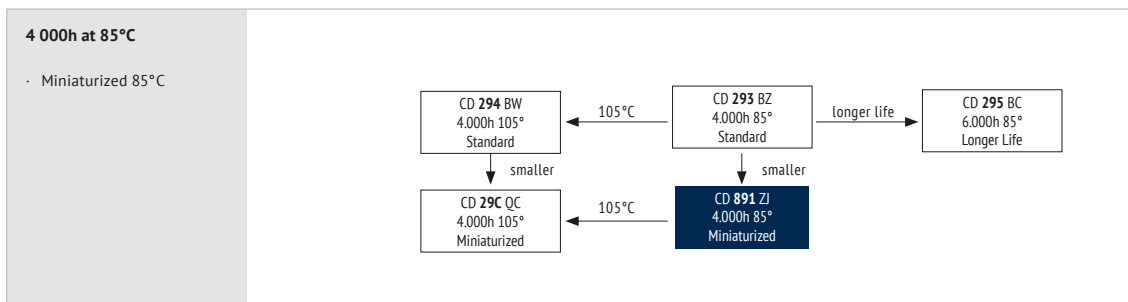 4 000h at 85°C
· Miniaturized 85°C
CD 294 BW
4.000h 105°
Standard
105°C
CD 293 BZ
4.000h 85°
Standard
longer life
CD 295 BC
6.000h 85°
Longer Life
smaller
smaller
CD 29C QC
4.000h 105°
Miniaturized
105°C
CD 891 ZJ
4.000h 85°
Miniaturized